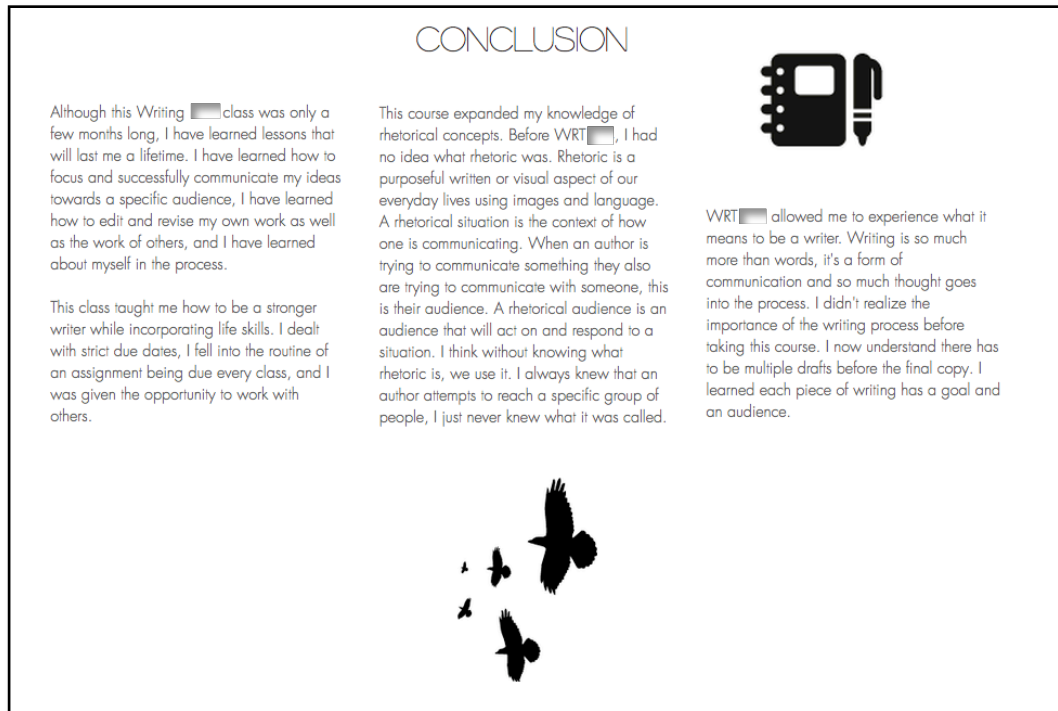 CONCLUSION
Although this Writing class was only a
few months long, I have learned lessons that
will last me a lifetime. I have learned how to
focus and successfully communicate my ideas
towards a specific audience, I have learned
how to edit and revise my own work as well
as the work of others, and I have learned
about myself in the process.
This class taught me how to be a stronger
writer while incorporating life skills. I dealt
with strict due dates, I fell into the routine of
an assignment being due every class, and I
was given the opportunity to work with
others.
This course expanded my knowledge of
rhetorical concepts. Before WRT , I had
no idea what rhetoric was. Rhetoric is a
purposeful written or visual aspect of our
everyday lives using images and language.
A rhetorical situation is the context of how
one is communicating. When an author is
trying to communicate something they also
are trying to communicate with someone, this
is their audience. A rhetorical audience is an
audience that will act on and respond to a
situation. I think without knowing what
rhetoric is, we use it. I always knew that an
author attempts to reach a specific group of
people, I just never knew what it was called.
WRT allowed me to experience what it
means to be a writer. Writing is so much
more than words, it's a form of
communication and so much thought goes
into the process. I didn't realize the
importance of the writing process before
taking this course. I now understand there has
to be multiple drafts before the final copy. I
learned each piece of writing has a goal and
an audience.